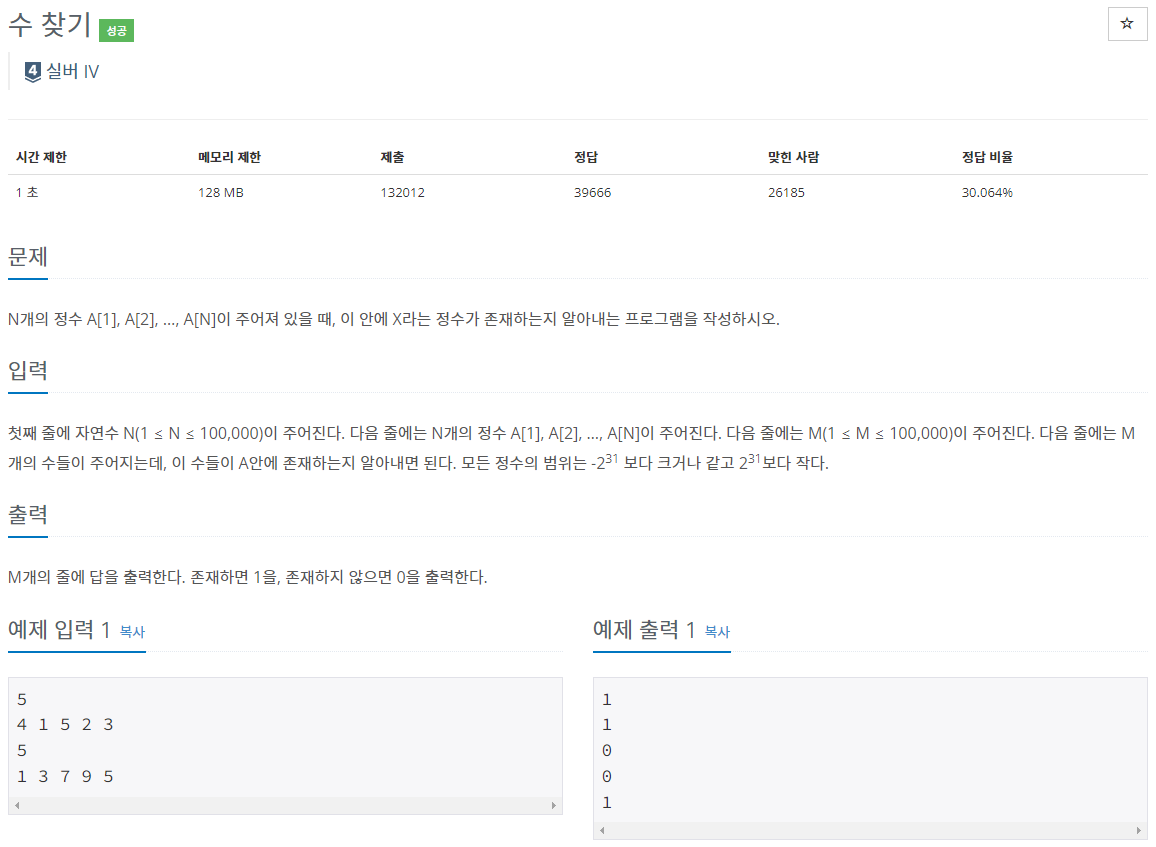 수 찾기 성공
☆
4 실버 IV
시간 제한 메모리 제한 제출 정답 맞힌 사람 정답 비율
1 초 128 MB 132012 39666 26185 30.064%
문제
N개의 정수 A[1], A[2], …, A[N]이 주어져 있을 때, 이 안에 X라는 정수가 존재하는지 알아내는 프로그램을 작성하시오.
입력
첫째 줄에 자연수 N(1 ≤ N ≤ 100,000)이 주어진다. 다음 줄에는 N개의 정수 A[1], A[2], …, A[N]이 주어진다. 다음 줄에는 M(1 ≤ M ≤ 100,000)이 주어진다. 다음 줄에는 M
개의 수들이 주어지는데, 이 수들이 A안에 존재하는지 알아내면 된다. 모든 정수의 범위는 -2³¹ 보다 크거나 같고 2³¹보다 작다.
출력
M개의 줄에 답을 출력한다. 존재하면 1을, 존재하지 않으면 0을 출력한다.
예제 입력 1 복사
5
4 1 5 2 3
5
1 3 7 9 5
예제 출력 1 복사
1
1
0
0
1